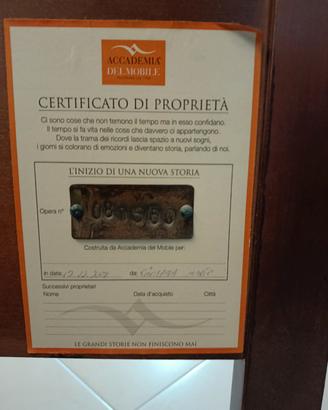 ACCADEMIA
DEL MOBILE
CERTIFICATO DI PROPRIETÀ
Ci sono cose che non temono il tempo ma in esso confidano.
Il tempo si fa vita nelle cose che davvero ci appartengono.
Dove la trama dei ricordi lascia spazio a nuovi sogni,
i giorni si colorano di emozioni e diventano storia, parlando di noi.
L'INIZIO DI UNA NUOVA STORIA
Opera n°
Costruita da Accademia del Mobile per:
in data: da:
Successivi proprietari
Nome Data d'acquisto Città
LE GRANDI STORIE NON FINISCONO MAI